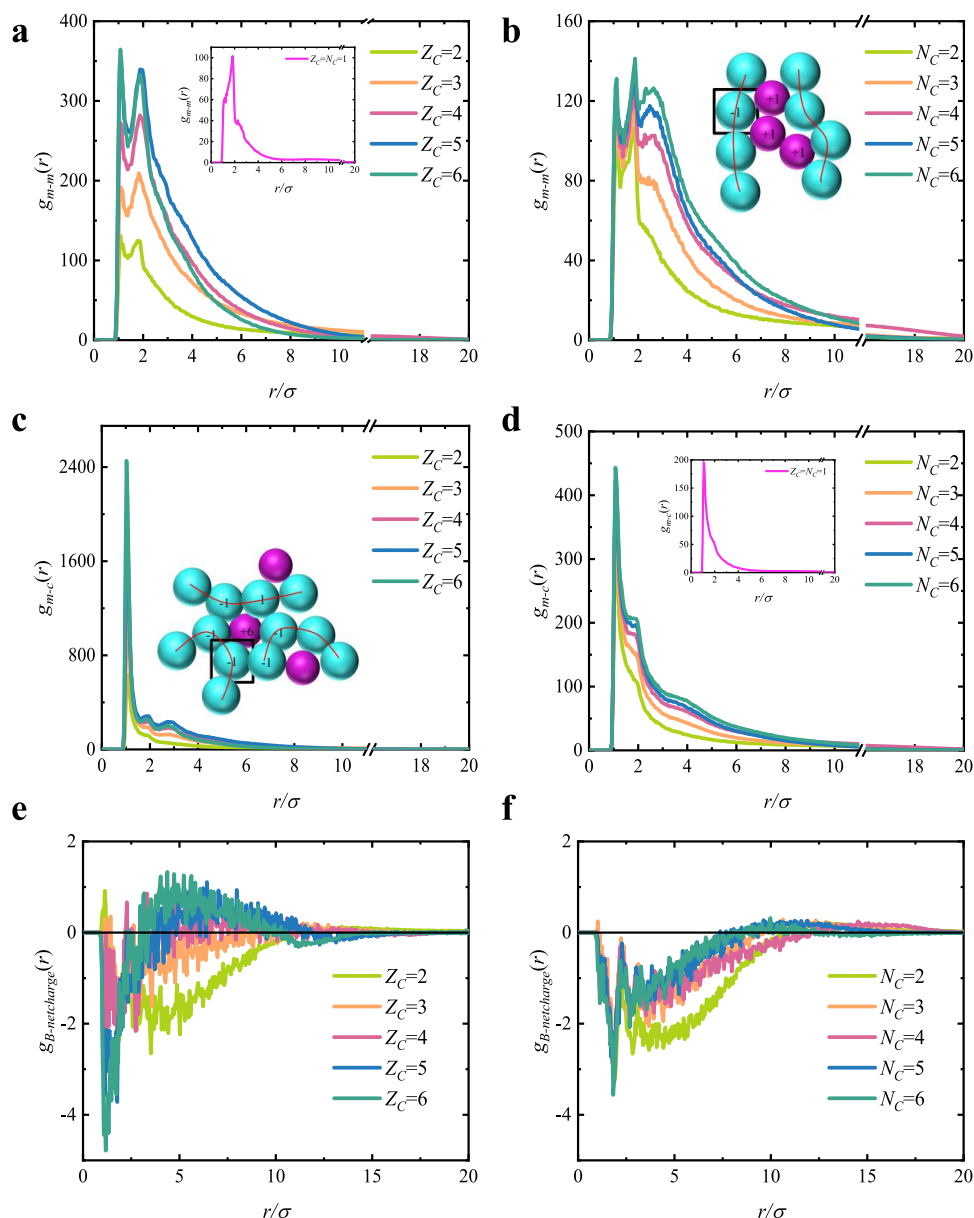 a
g_{m-m}(r)
400
300
200
100
0
0 2 4 6 8 10 18 20
r/σ
Z_C=2
Z_C=3
Z_C=4
Z_C=5
Z_C=6
g_{m-m}(r)
100
80
60
40
20
0
0 2 4 6 8 10 20
r/σ
Z_C=N_C=1
b
g_{m-m}(r)
160
120
80
40
0
0 2 4 6 8 10 18 20
r/σ
N_C=2
N_C=3
N_C=4
N_C=5
N_C=6
+1
-1
+1
+1
c
g_{m-c}(r)
2400
1600
800
0
0 2 4 6 8 10 18 20
r/σ
Z_C=2
Z_C=3
Z_C=4
Z_C=5
Z_C=6
-1 -1
-1 +6 -1
-1 -1
d
g_{m-c}(r)
500
400
300
200
100
0
0 2 4 6 8 10 18 20
r/σ
N_C=2
N_C=3
N_C=4
N_C=5
N_C=6
g_{m-c}(r)
200
150
100
50
0
0 2 4 6 8 10 20
r/σ
Z_C=N_C=1
e
g_{B-netcharge}(r)
2
0
-2
-4
0 5 10 15 20
r/σ
Z_C=2
Z_C=3
Z_C=4
Z_C=5
Z_C=6
f
g_{B-netcharge}(r)
2
0
-2
-4
0 5 10 15 20
r/σ
N_C=2
N_C=3
N_C=4
N_C=5
N_C=6